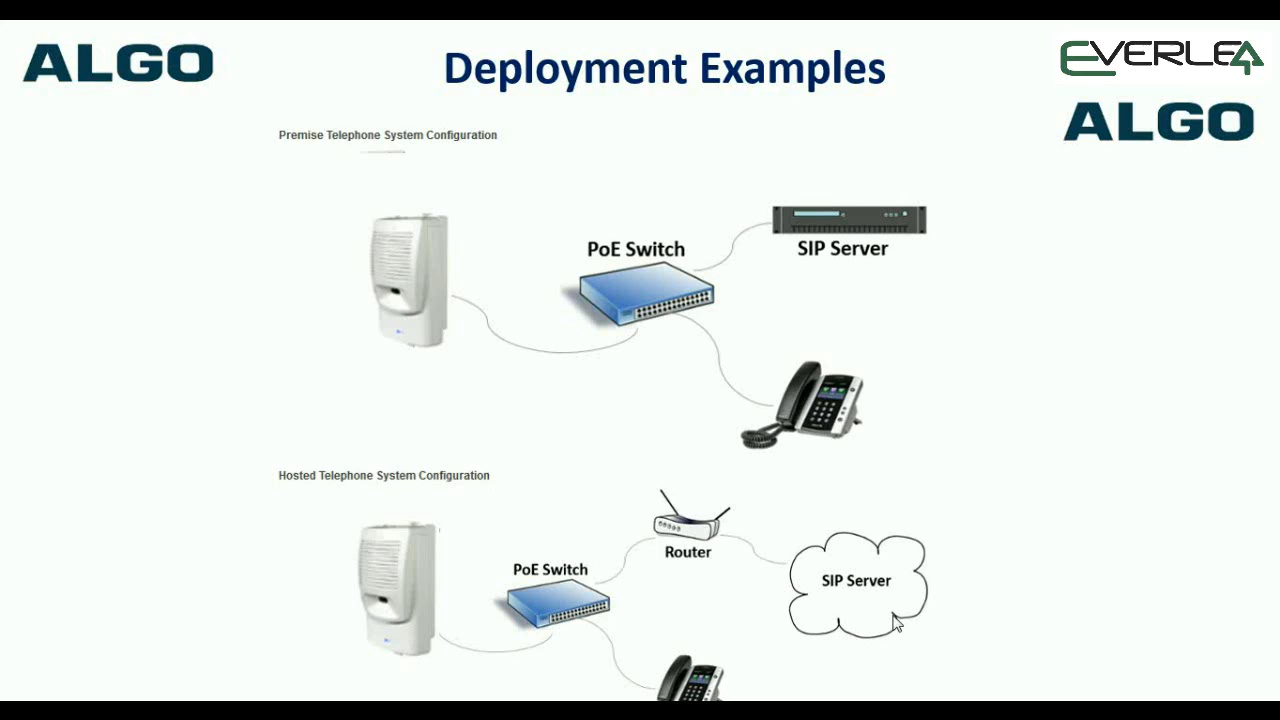 ALGO
Deployment Examples
EVERLEA
ALGO
Premise Telephone System Configuration
PoE Switch
SIP Server
Hosted Telephone System Configuration
Router
PoE Switch
SIP Server